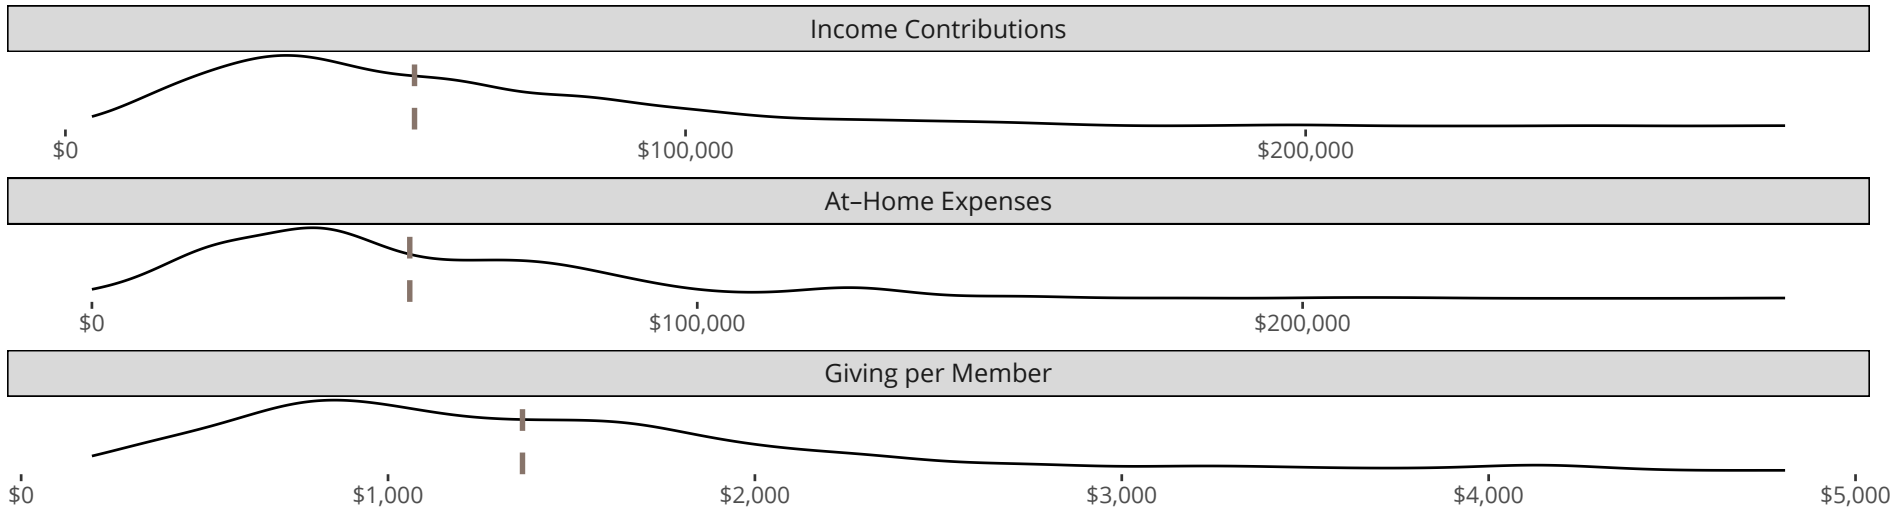 Income Contributions
$0 $100,000 $200,000
At–Home Expenses
$0 $100,000 $200,000
Giving per Member
$0 $1,000 $2,000 $3,000 $4,000 $5,000